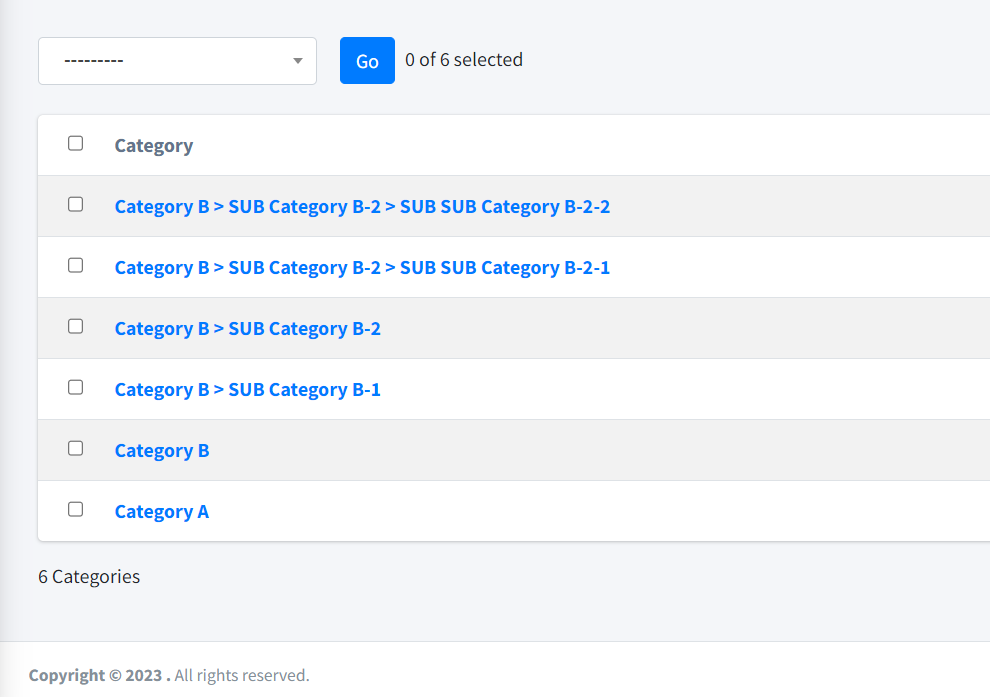 ---------
Go
0 of 6 selected
Category
Category B > SUB Category B-2 > SUB SUB Category B-2-2
Category B > SUB Category B-2 > SUB SUB Category B-2-1
Category B > SUB Category B-2
Category B > SUB Category B-1
Category B
Category A
6 Categories
Copyright © 2023 . All rights reserved.